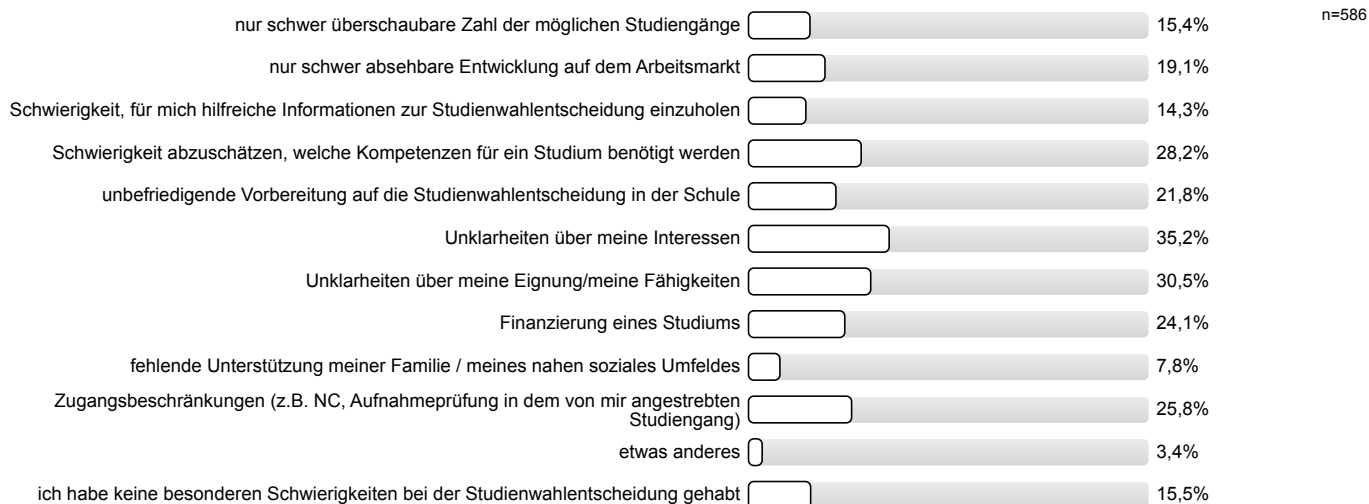 n=586
nur schwer überschaubare Zahl der möglichen Studiengänge 15,4%
nur schwer absehbare Entwicklung auf dem Arbeitsmarkt 19,1%
Schwierigkeit, für mich hilfreiche Informationen zur Studienwahlentscheidung einzuholen 14,3%
Schwierigkeit abzuschätzen, welche Kompetenzen für ein Studium benötigt werden 28,2%
unbefriedigende Vorbereitung auf die Studienwahlentscheidung in der Schule 21,8%
Unklarheiten über meine Interessen 35,2%
Unklarheiten über meine Eignung/meine Fähigkeiten 30,5%
Finanzierung eines Studiums 24,1%
fehlende Unterstützung meiner Familie / meines nahen soziales Umfeldes 7,8%
Zugangsbeschränkungen (z.B. NC, Aufnahmeprüfung in dem von mir angestrebten
Studiengang) 25,8%
etwas anderes 3,4%
ich habe keine besonderen Schwierigkeiten bei der Studienwahlentscheidung gehabt 15,5%